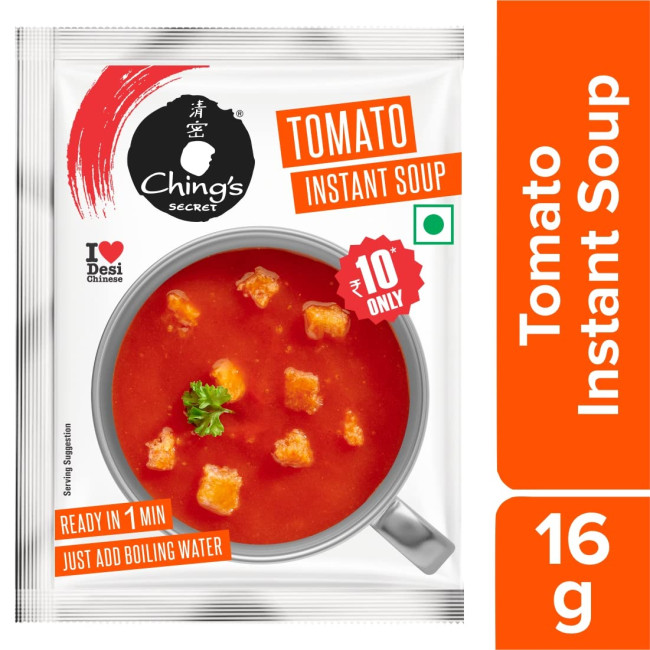 清
密
®
Ching's
SECRET
TOMATO
INSTANT SOUP
I
Desi
Chinese
₹10*
ONLY
Serving Suggestion
READY IN 1 MIN
JUST ADD BOILING WATER
Tomato
Instant Soup
16
g